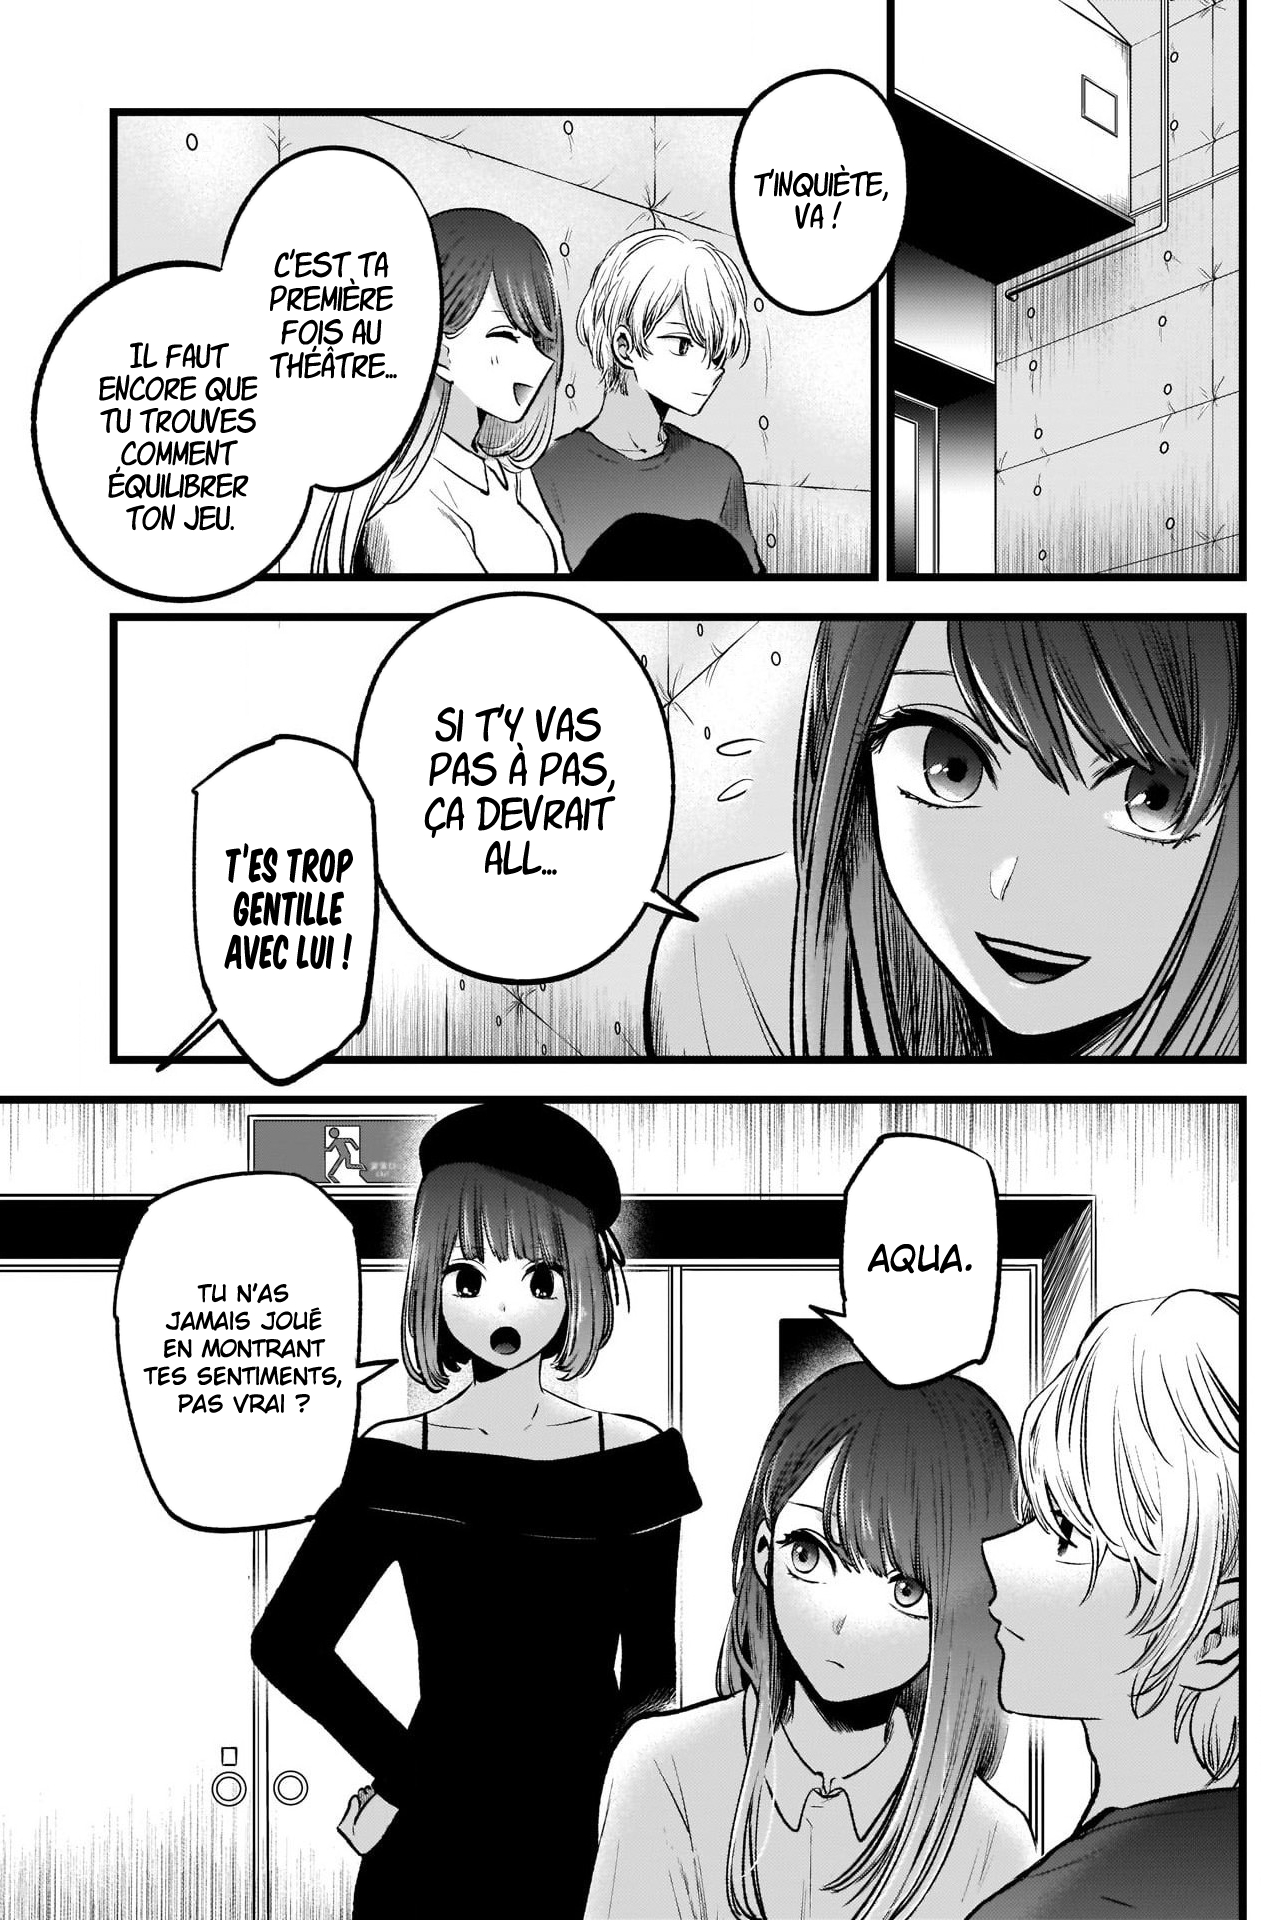 T'INQUIÈTE,
VA !
C'EST TA
PREMIÈRE
FOIS AU
THÉÂTRE...
IL FAUT
ENCORE QUE
TU TROUVES
COMMENT
ÉQUILIBRER
TON JEU.
SI T'Y VAS
PAS À PAS,
ÇA DEVRAIT
ALL...
T'ES TROP
GENTILLE
AVEC LUI !
AQUA.
TU N'AS
JAMAIS JOUÉ
EN MONTRANT
TES SENTIMENTS,
PAS VRAI ?